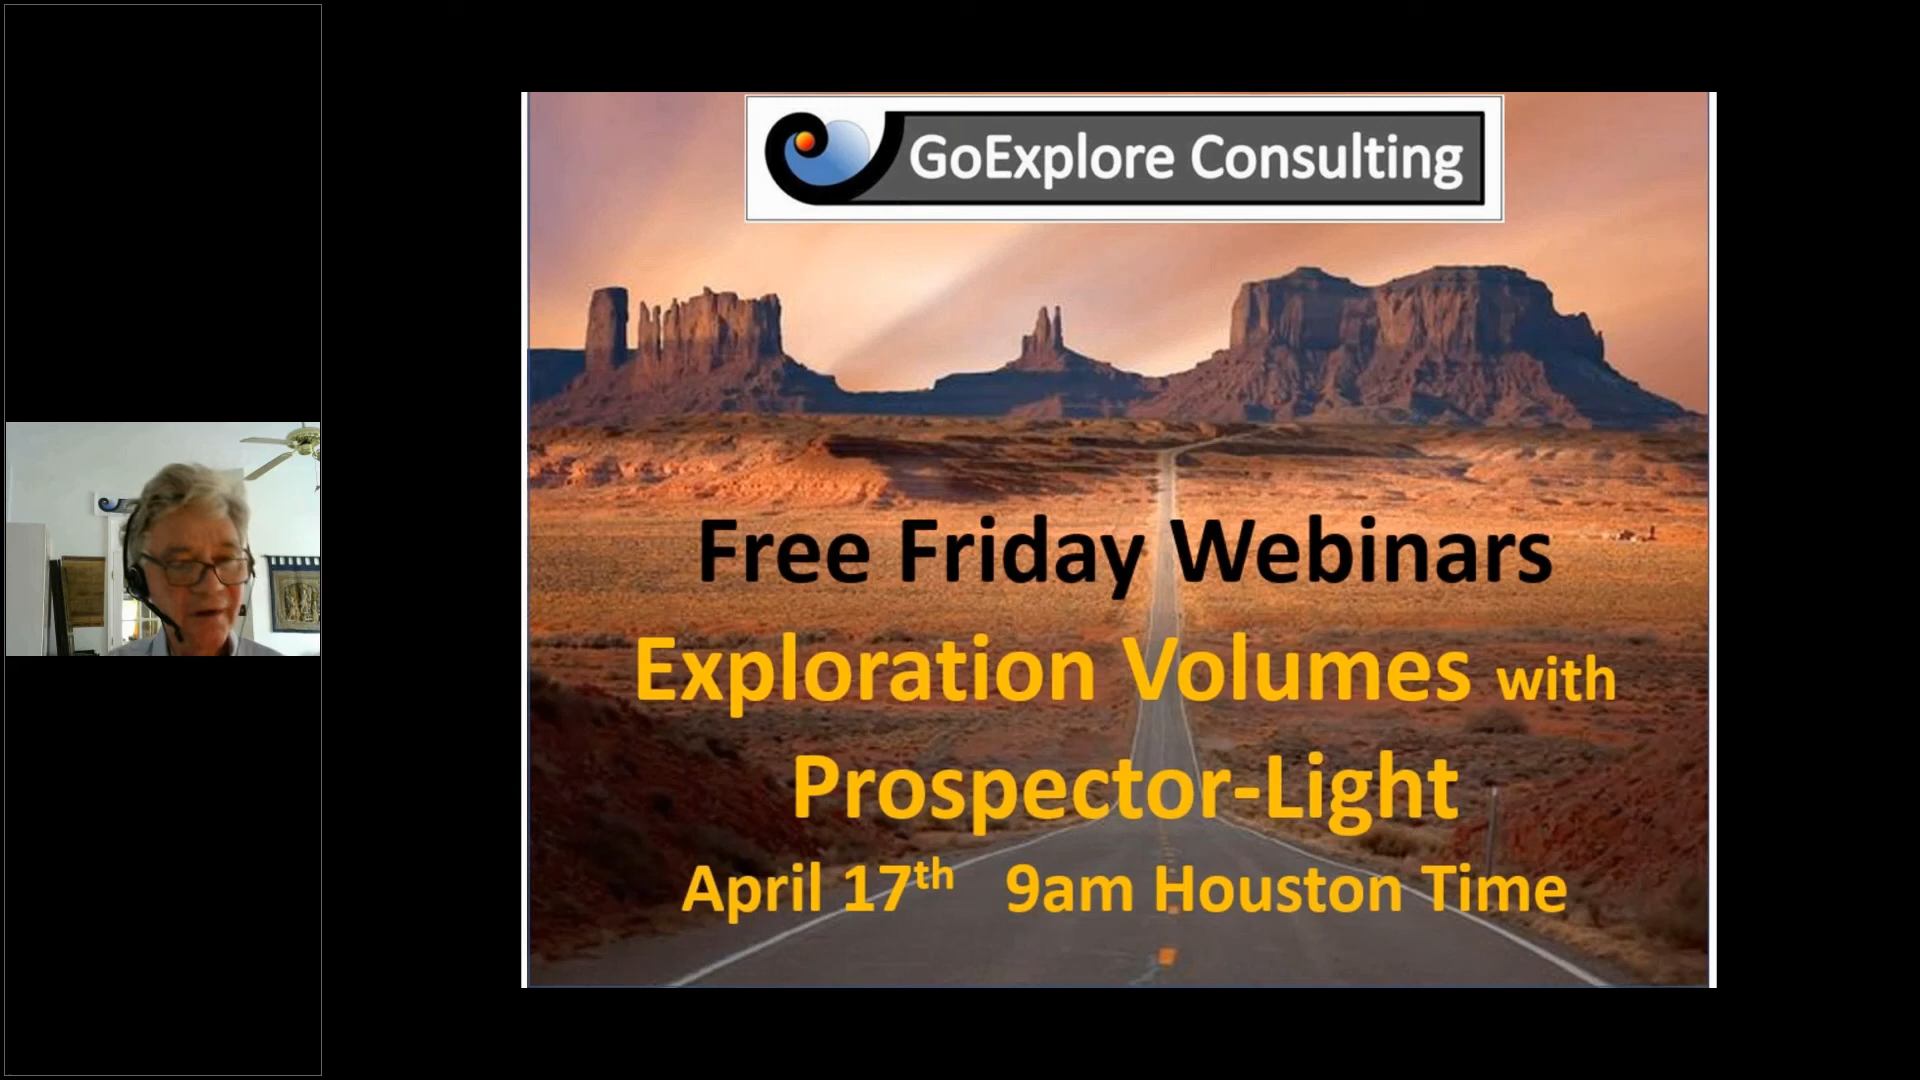 GoExplore Consulting
Free Friday Webinars
Exploration Volumes with
Prospector-Light
April 17th 9am Houston Time